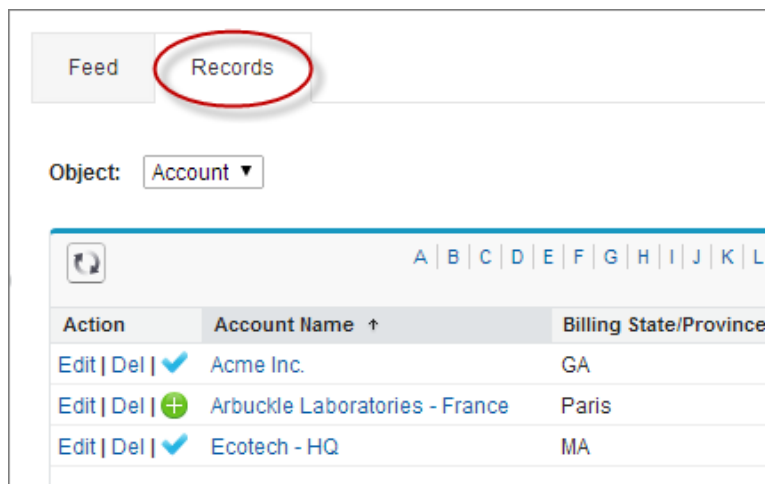 Feed Records
Object: Account ▼
A | B | C | D | E | F | G | H | I | J | K | L
Action Account Name ↑ Billing State/Province
Edit | Del | Acme Inc. GA
Edit | Del | Arbuckle Laboratories - France Paris
Edit | Del | Ecotech - HQ MA